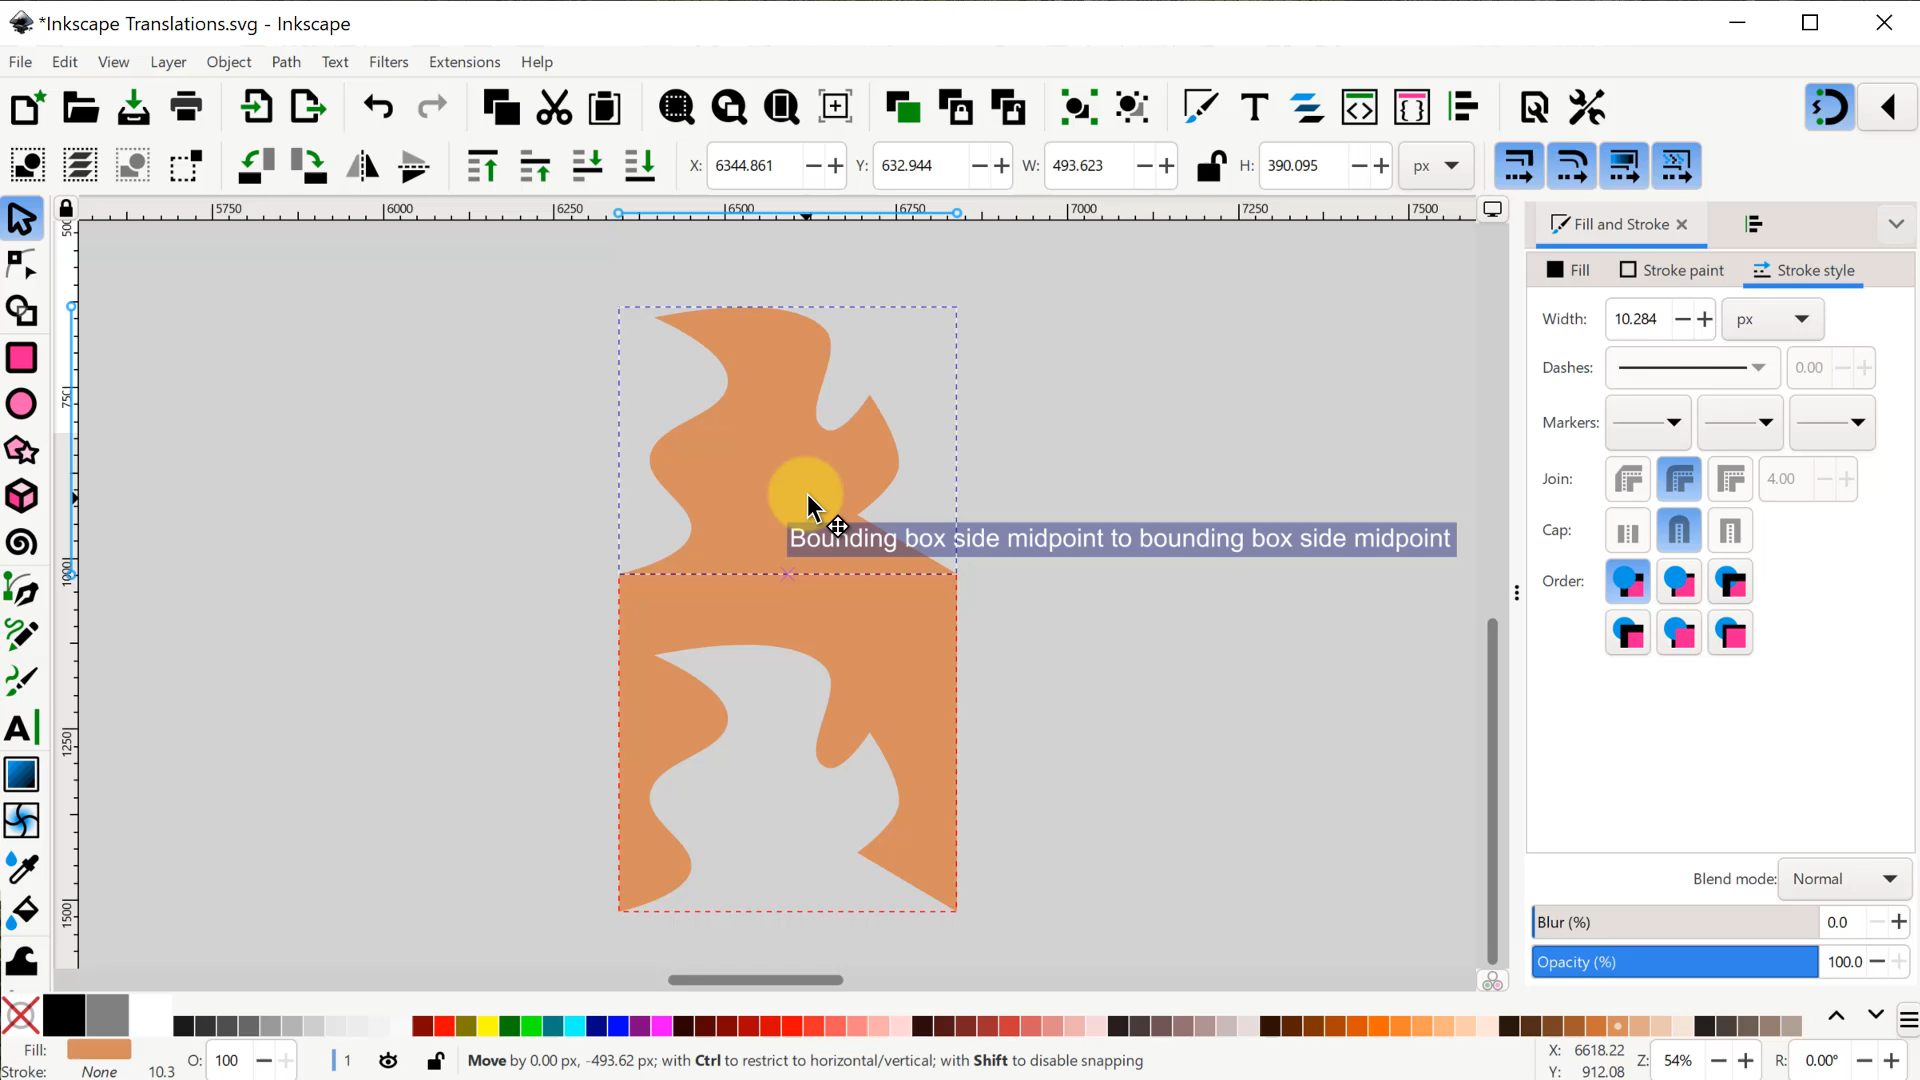 *Inkscape Translations.svg - Inkscape
File Edit View Layer Object Path Text Filters Extensions Help
X: 6344.861 Y: 632.944 W: 493.623 H: 390.095 px
5750 6000 6250 6500 6750 7000 7250 7500
500
750
1000
1250
1500
Fill and Stroke
Fill Stroke paint Stroke style
Width: 10.284 px
Dashes: 0.00
Markers:
Join: 4.00
Cap:
Order:
Bounding box side midpoint to bounding box side midpoint
Blend mode: Normal
Blur (%) 0.0
Opacity (%) 100.0
Fill: O: 100 1 Move by 0.00 px, -493.62 px; with Ctrl to restrict to horizontal/vertical; with Shift to disable snapping X: 6618.22 Z: 54% R: 0.00°
Stroke: None 10.3 Y: 912.08